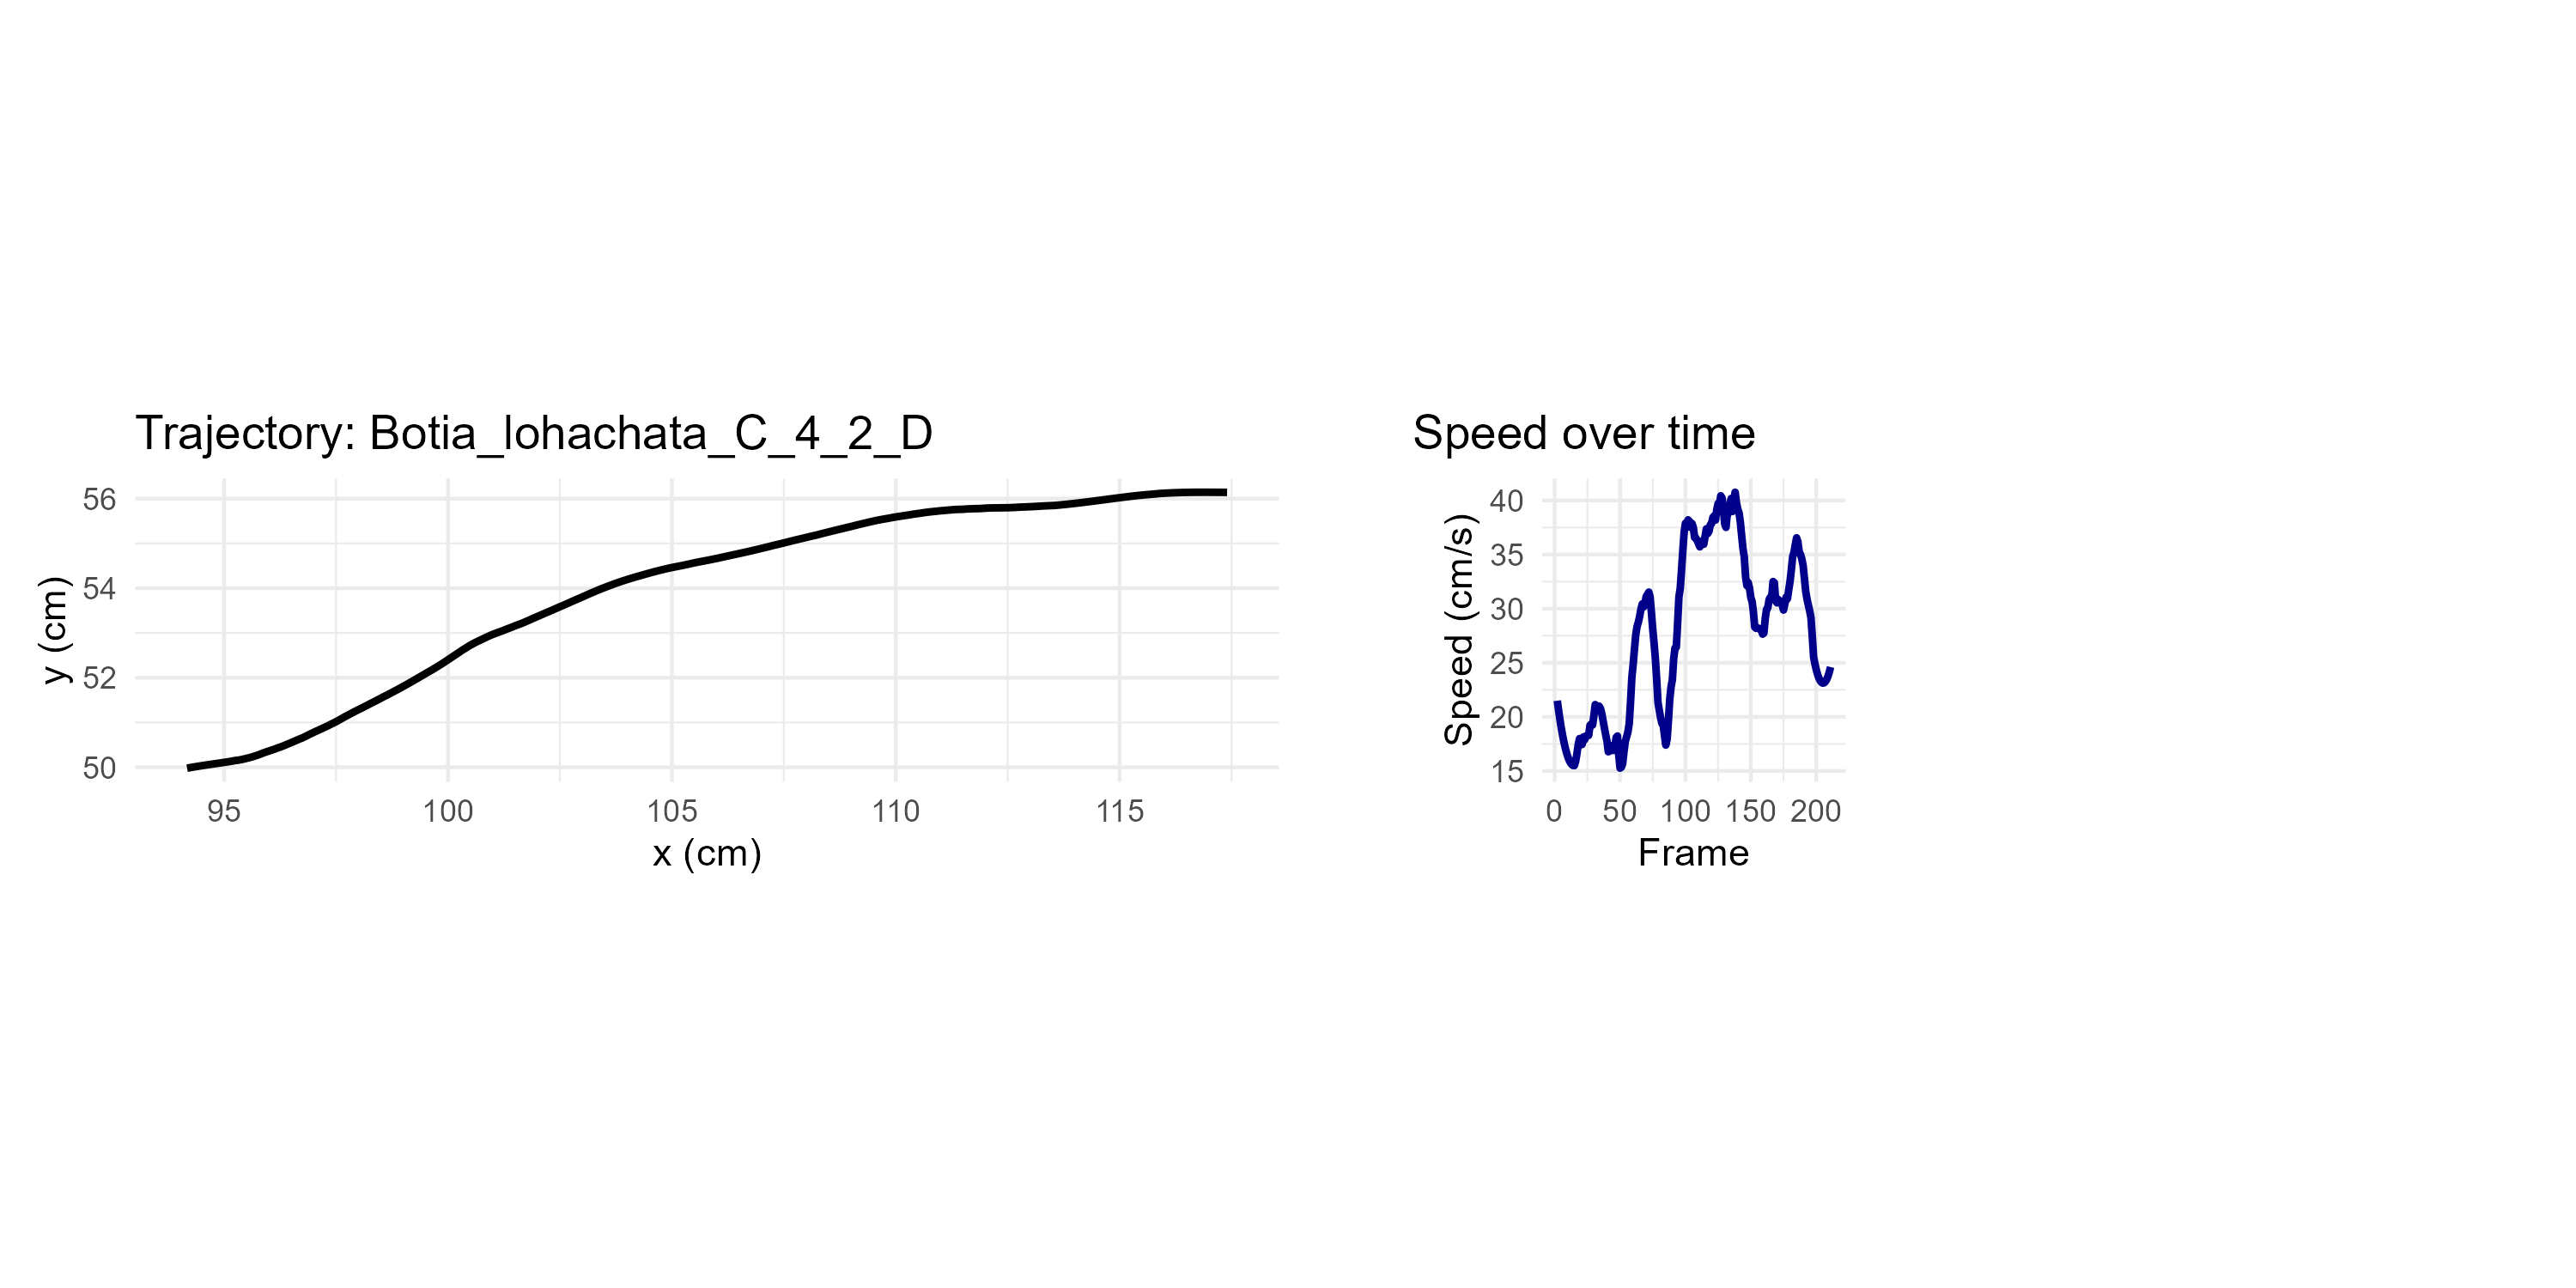 Trajectory: Botia_lohachata_C_4_2_D
56
54
52
50
y (cm)
95 100 105 110 115
x (cm)
Speed over time
40
35
30
25
20
15
Speed (cm/s)
0 50 100 150 200
Frame